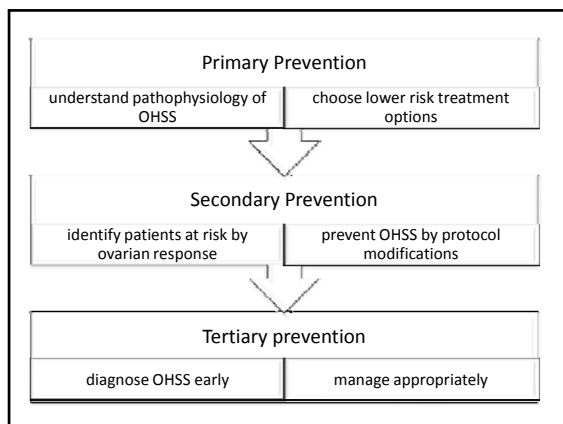 Primary Prevention
understand pathophysiology of
OHSS
choose lower risk treatment
options
Secondary Prevention
identify patients at risk by
ovarian response
prevent OHSS by protocol
modifications
Tertiary prevention
diagnose OHSS early
manage appropriately